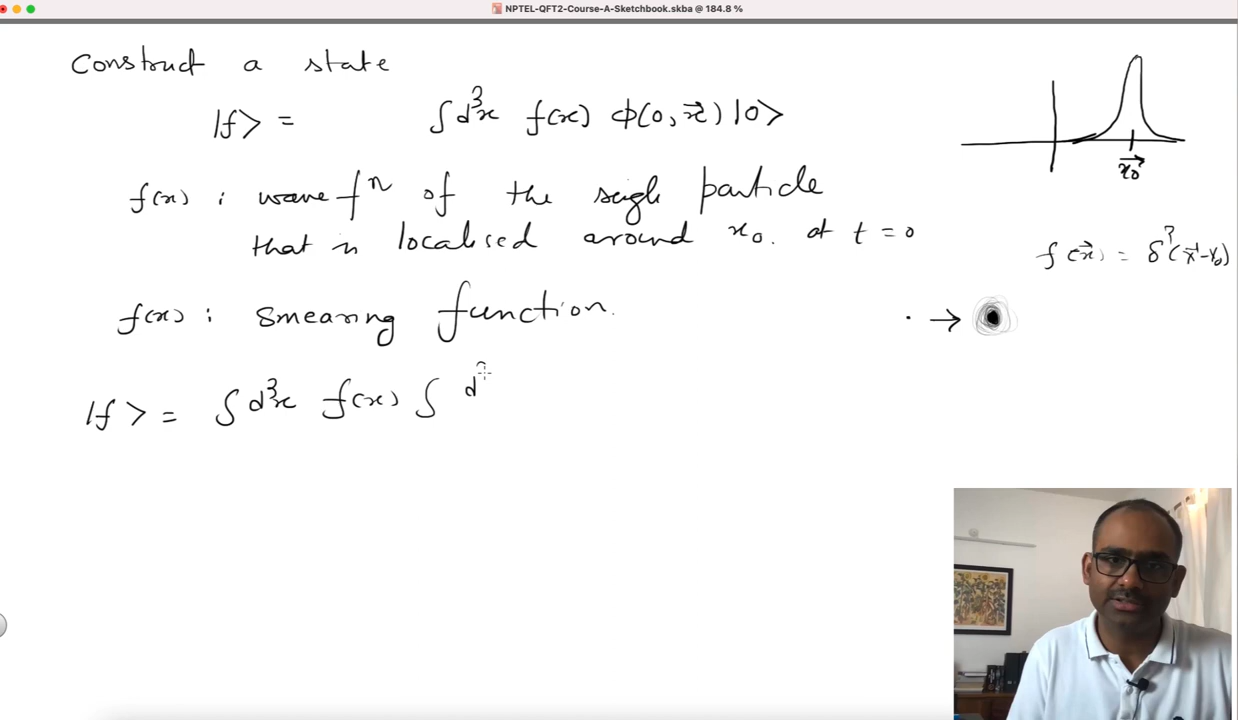 NPTEL-QFT2-Course-A-Sketchbook.skba @ 184.8 %
Construct a state
|f> = ∫d³x f(x) ϕ(0,x⃗) |0>
x⃗₀
f(x) : wave fⁿ of the single particle
that is localised around x₀. at t = 0
f(x⃗) = δ³(x⃗-x₀)
f(x) : smearing function.
|f> = ∫d³x f(x) ∫ d³